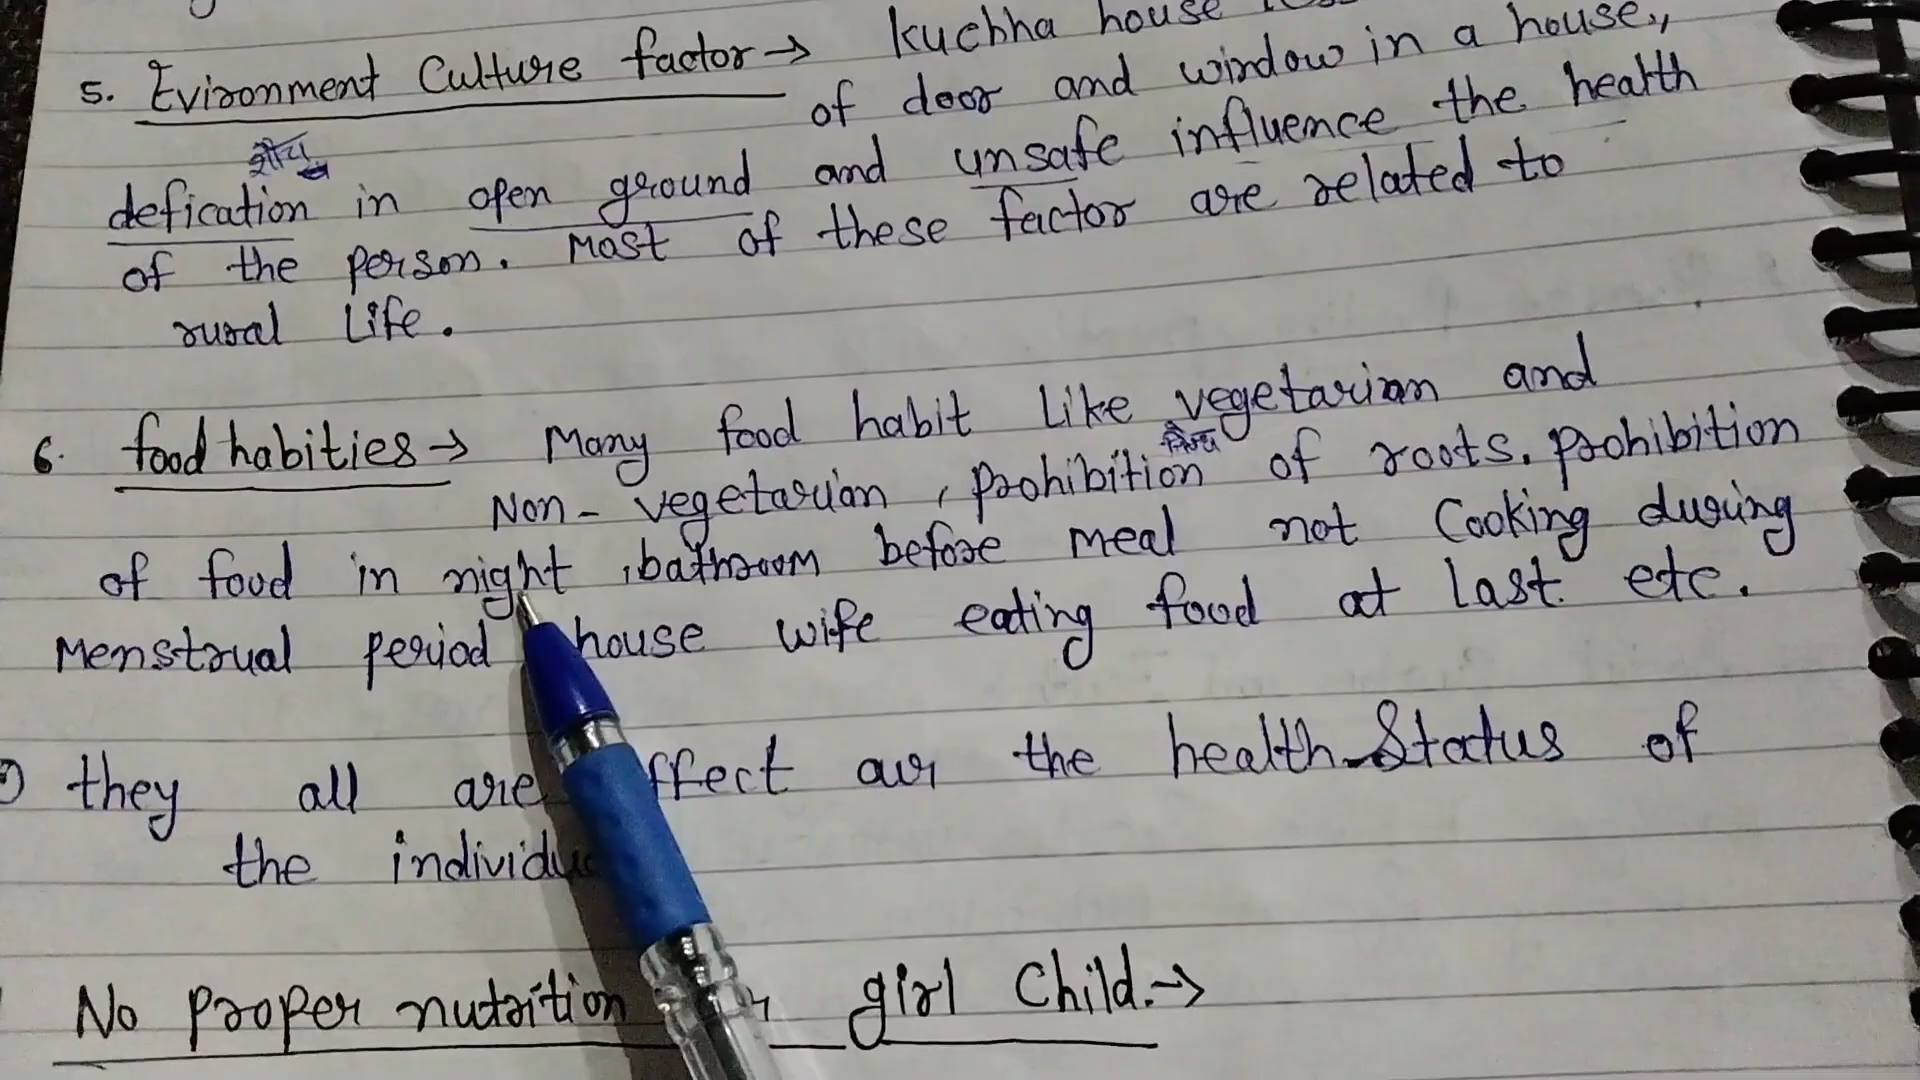 5. Evironment Culture factor→ Kuchha house
of door and window in a house,,
शौच
defication in open ground and unsafe influence the health
of the person. Most of these factor are related to
rural Life.
6. food habities→ Many food habit Like vegetarian and
Non- vegetarian, prohibition of roots. prohibition
of food in night, bathroom before meal not Cooking during
Menstrual period house wife eating food at last etc.
they all are the health Status of
the
No proper nutrition girl Child.→